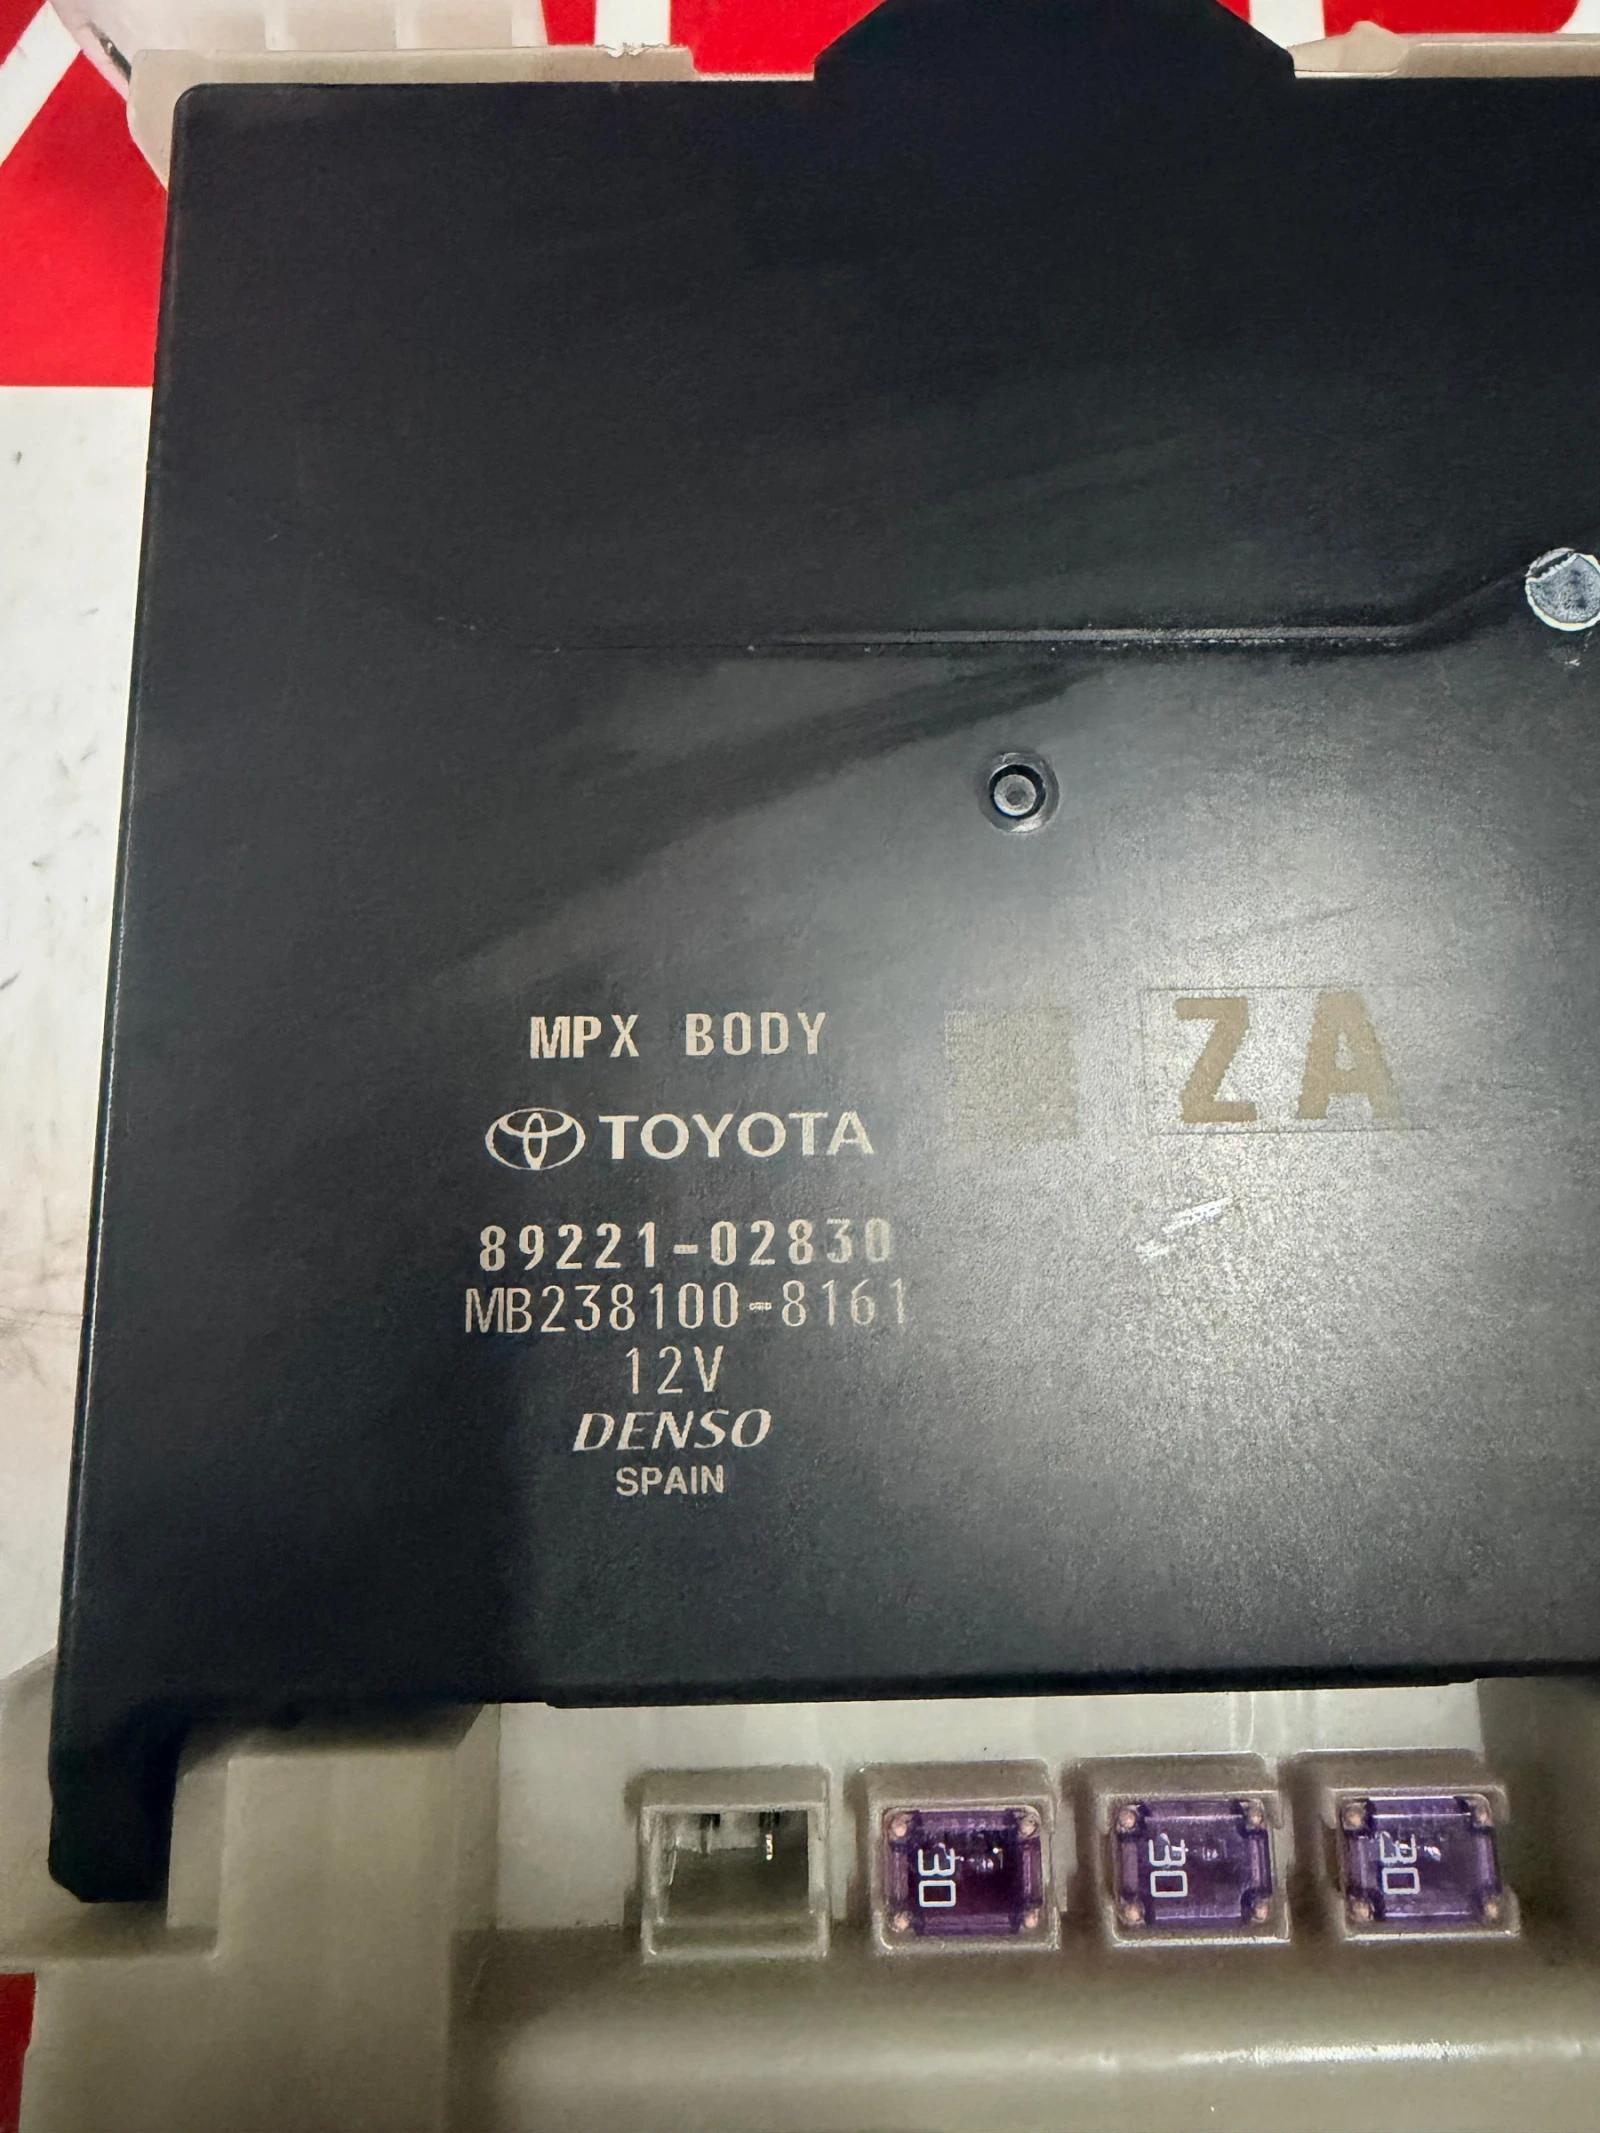 MPX BODY
ZA
TOYOTA
89221-02830
MB238100-8161
12V
DENSO
SPAIN
30
30
30